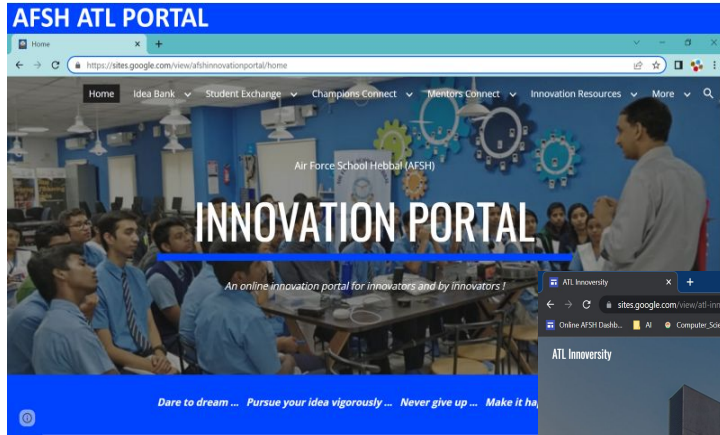 AFSH ATL PORTAL
Home
https://sites.google.com/view/afshinnovationportal/home
Home Idea Bank Student Exchange Champions Connect Mentors Connect Innovation Resources More
Air Force School Hebbal (AFSH)
INNOVATION PORTAL
An online innovation portal for innovators and by innovators !
Dare to dream ... Pursue your idea vigorously ... Never give up ... Make it ha
ATL Innoversity
sites.google.com/view/atl-inn
Online AFSH Dashb... AI Computer_Scie
ATL Innoversity